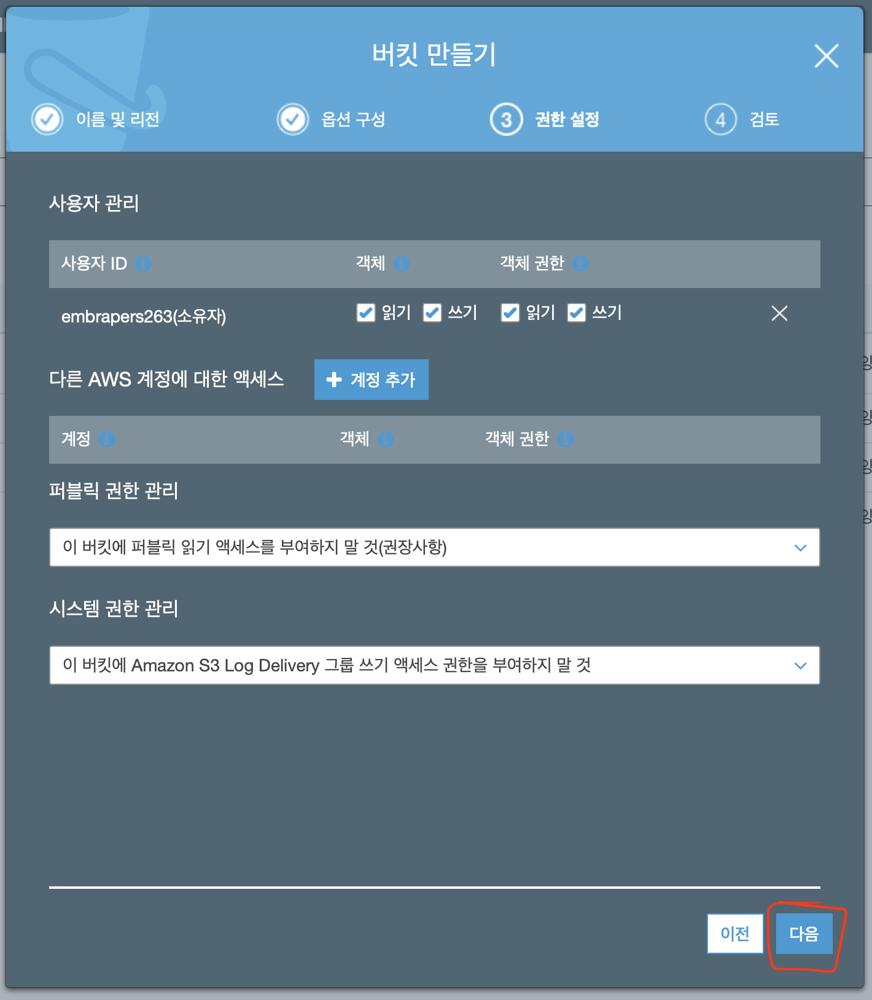 버킷 만들기
이름 및 리전
옵션 구성
3 권한 설정
4 검토
사용자 관리
사용자 ID 객체 객체 권한
embrapers263(소유자) 읽기 쓰기 읽기 쓰기
다른 AWS 계정에 대한 액세스 계정 추가
계정 객체 객체 권한
퍼블릭 권한 관리
이 버킷에 퍼블릭 읽기 액세스를 부여하지 말 것(권장사항)
시스템 권한 관리
이 버킷에 Amazon S3 Log Delivery 그룹 쓰기 액세스 권한을 부여하지 말 것
이전 다음